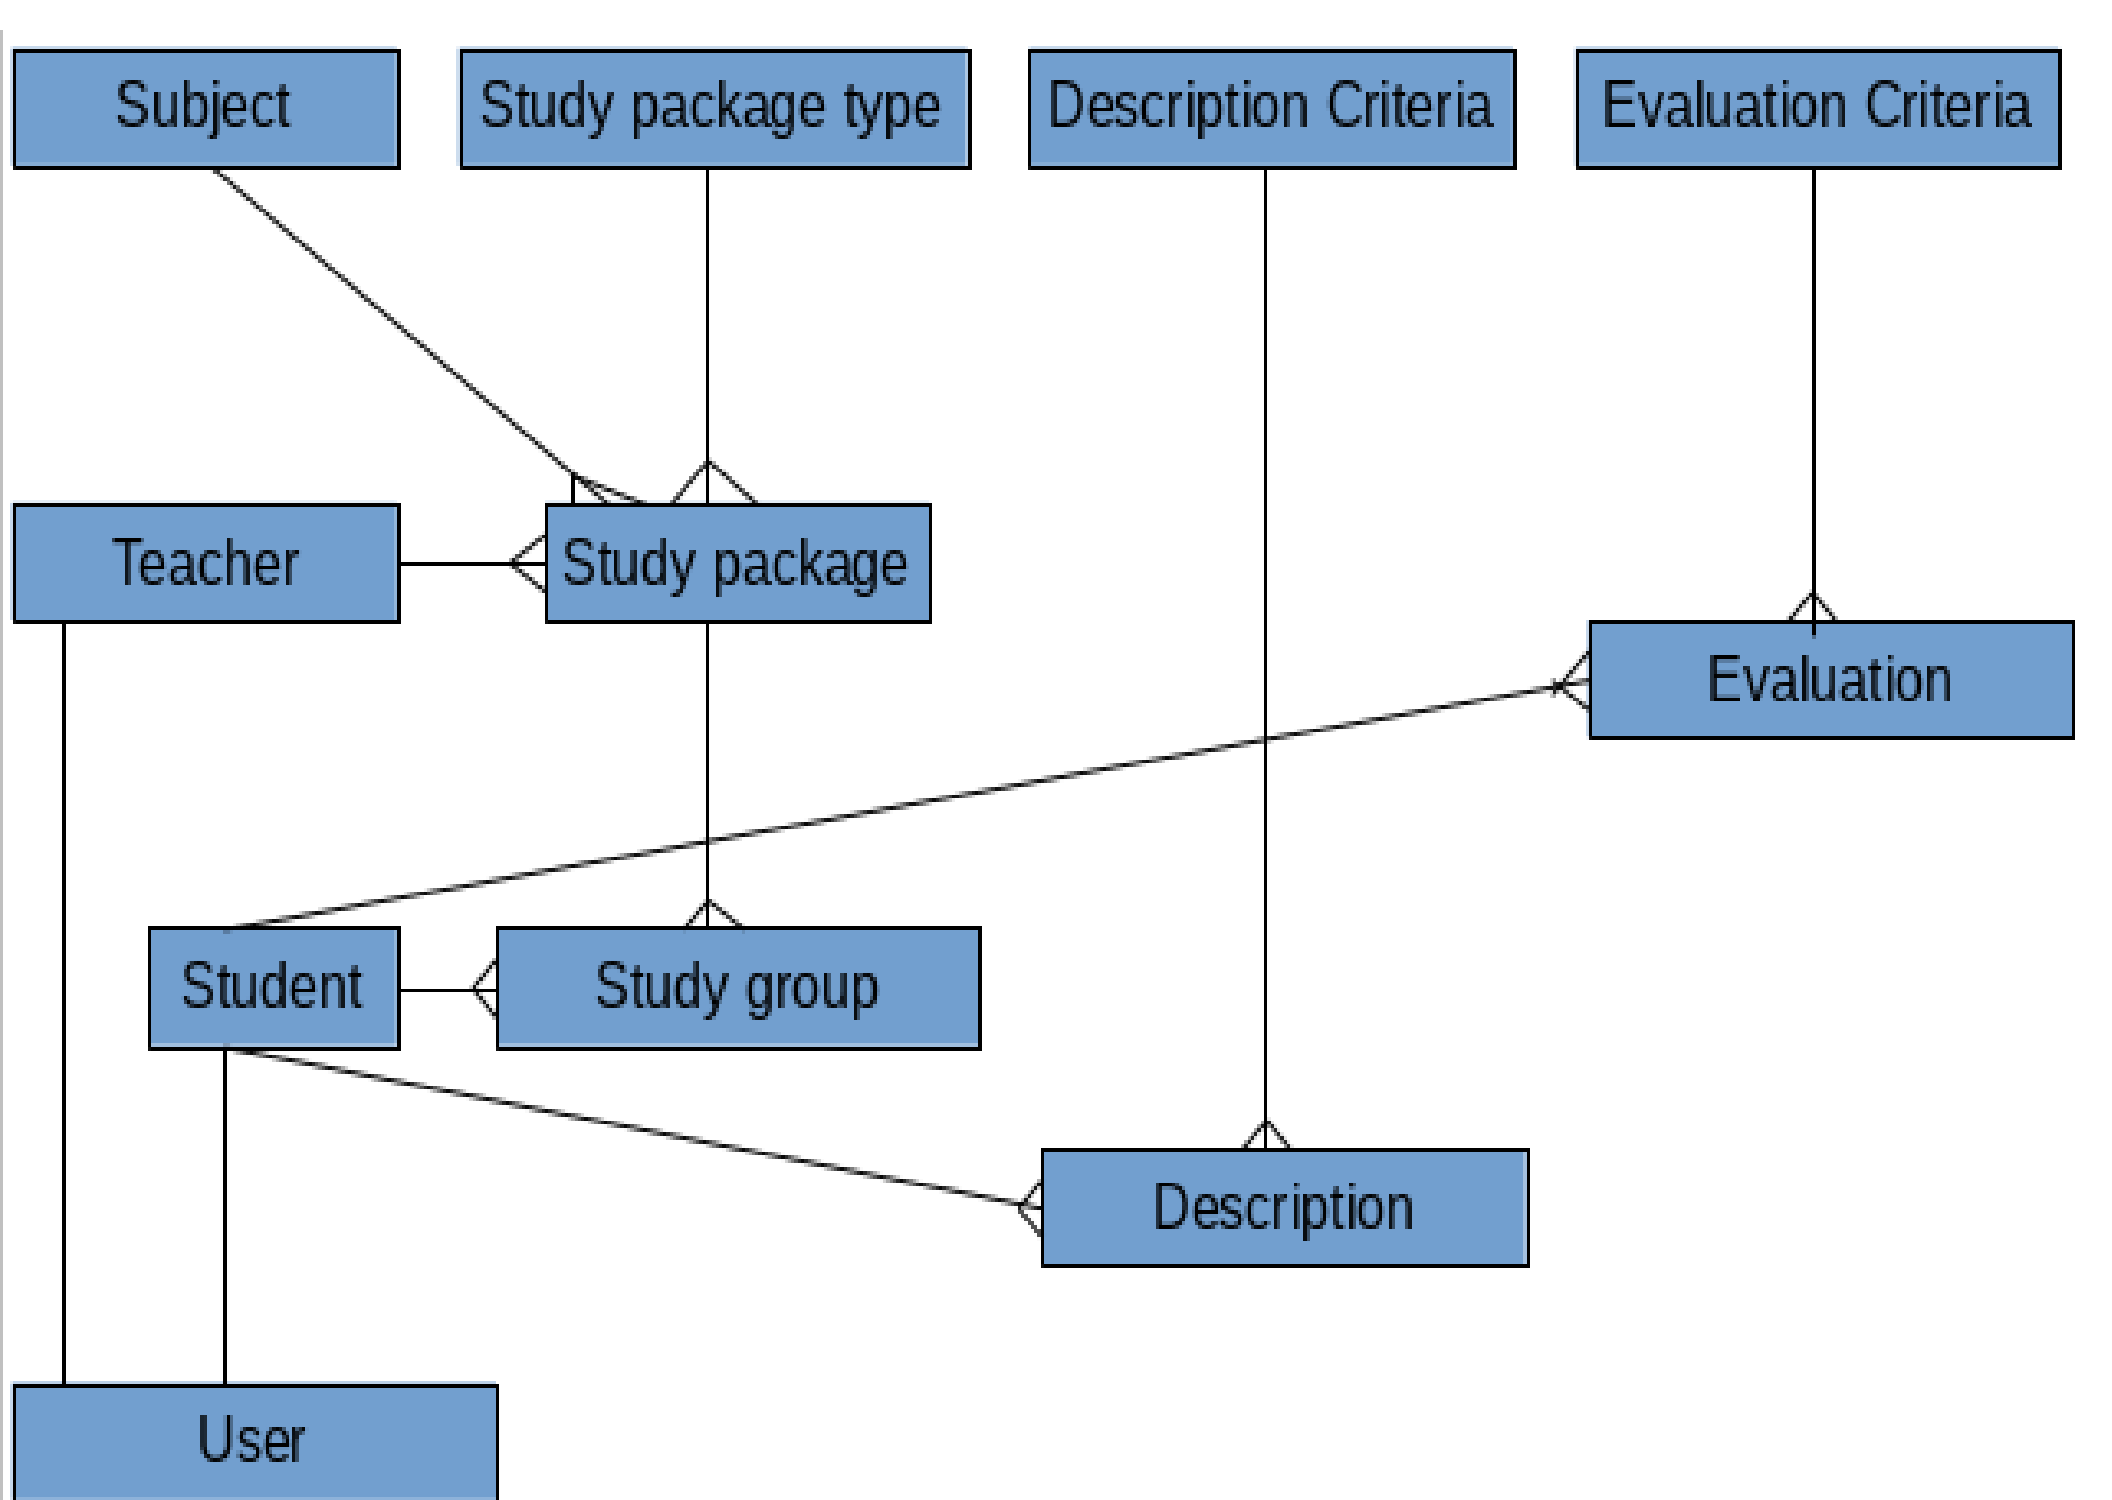 Subject
Study package type
Description Criteria
Evaluation Criteria
Teacher
Study package
Evaluation
Student
Study group
Description
User